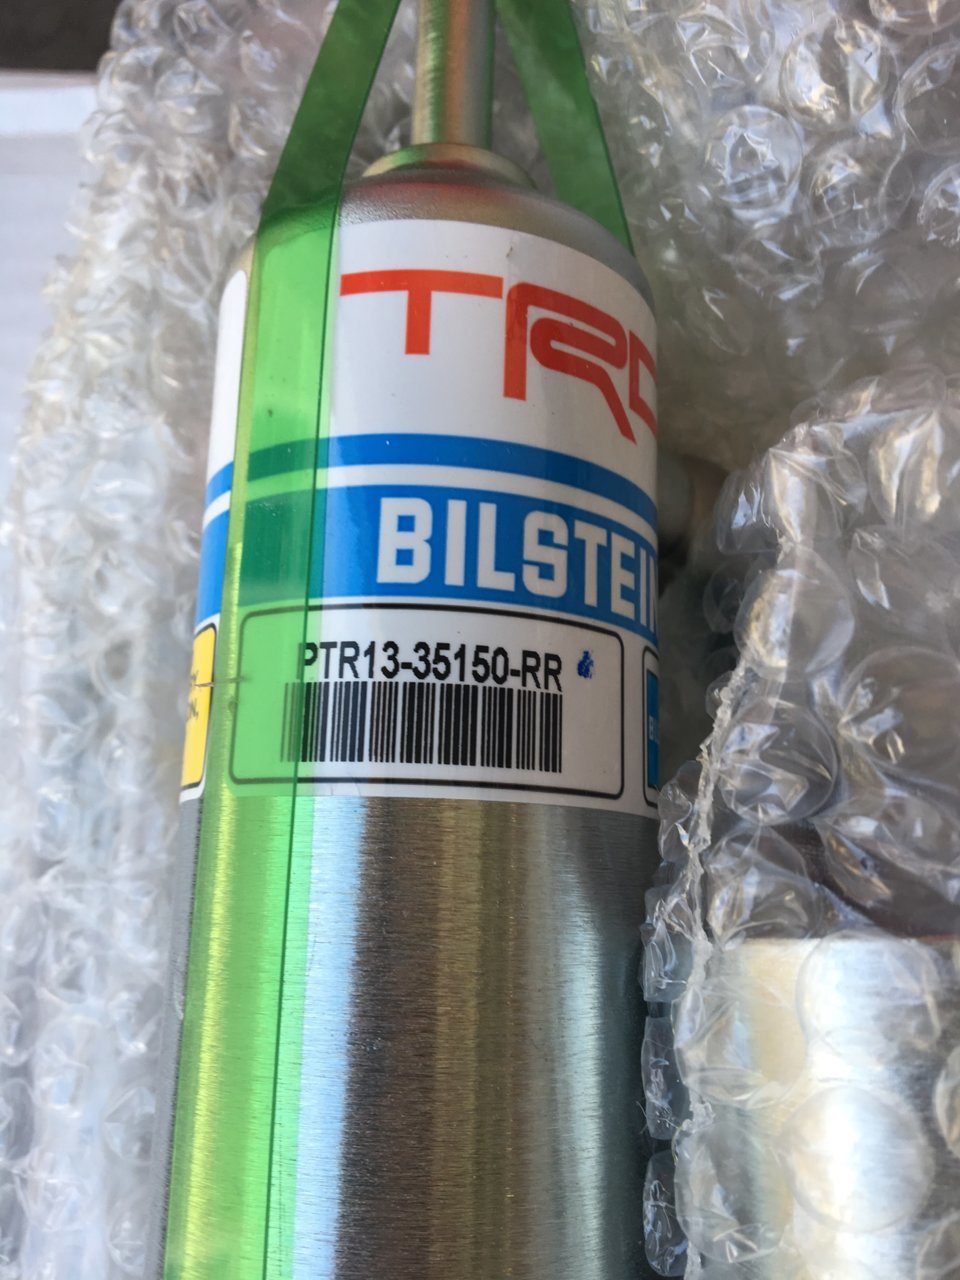 TRD
BILSTEIN
PTR13-35150-RR